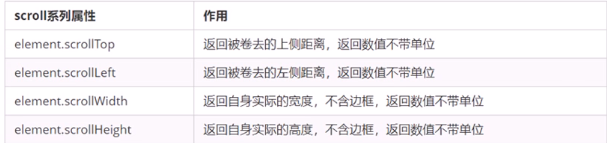 scroll系列属性 作用
element.scrollTop 返回被卷去的上侧距离，返回数值不带单位
element.scrollLeft 返回被卷去的左侧距离，返回数值不带单位
element.scrollWidth 返回自身实际的宽度，不含边框，返回数值不带单位
element.scrollHeight 返回自身实际的高度，不含边框，返回数值不带单位